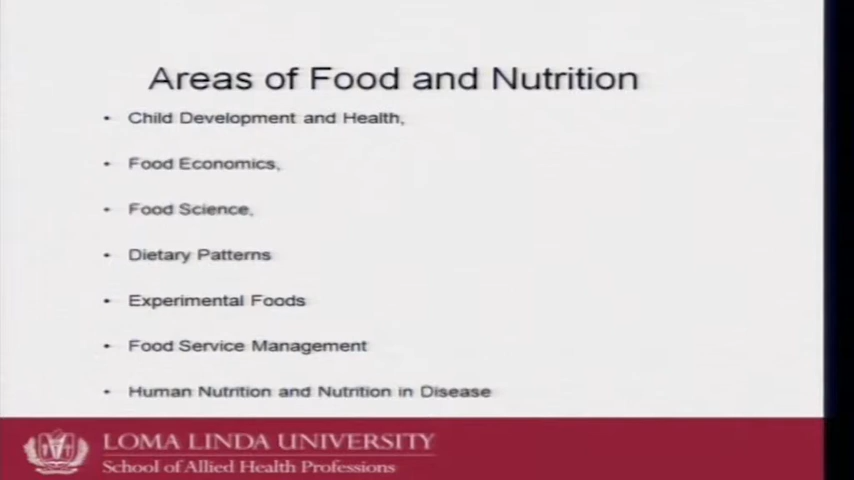 Areas of Food and Nutrition
• Child Development and Health,
• Food Economics,
• Food Science,
• Dietary Patterns
• Experimental Foods
• Food Service Management
• Human Nutrition and Nutrition in Disease
LOMA LINDA UNIVERSITY
School of Allied Health Professions